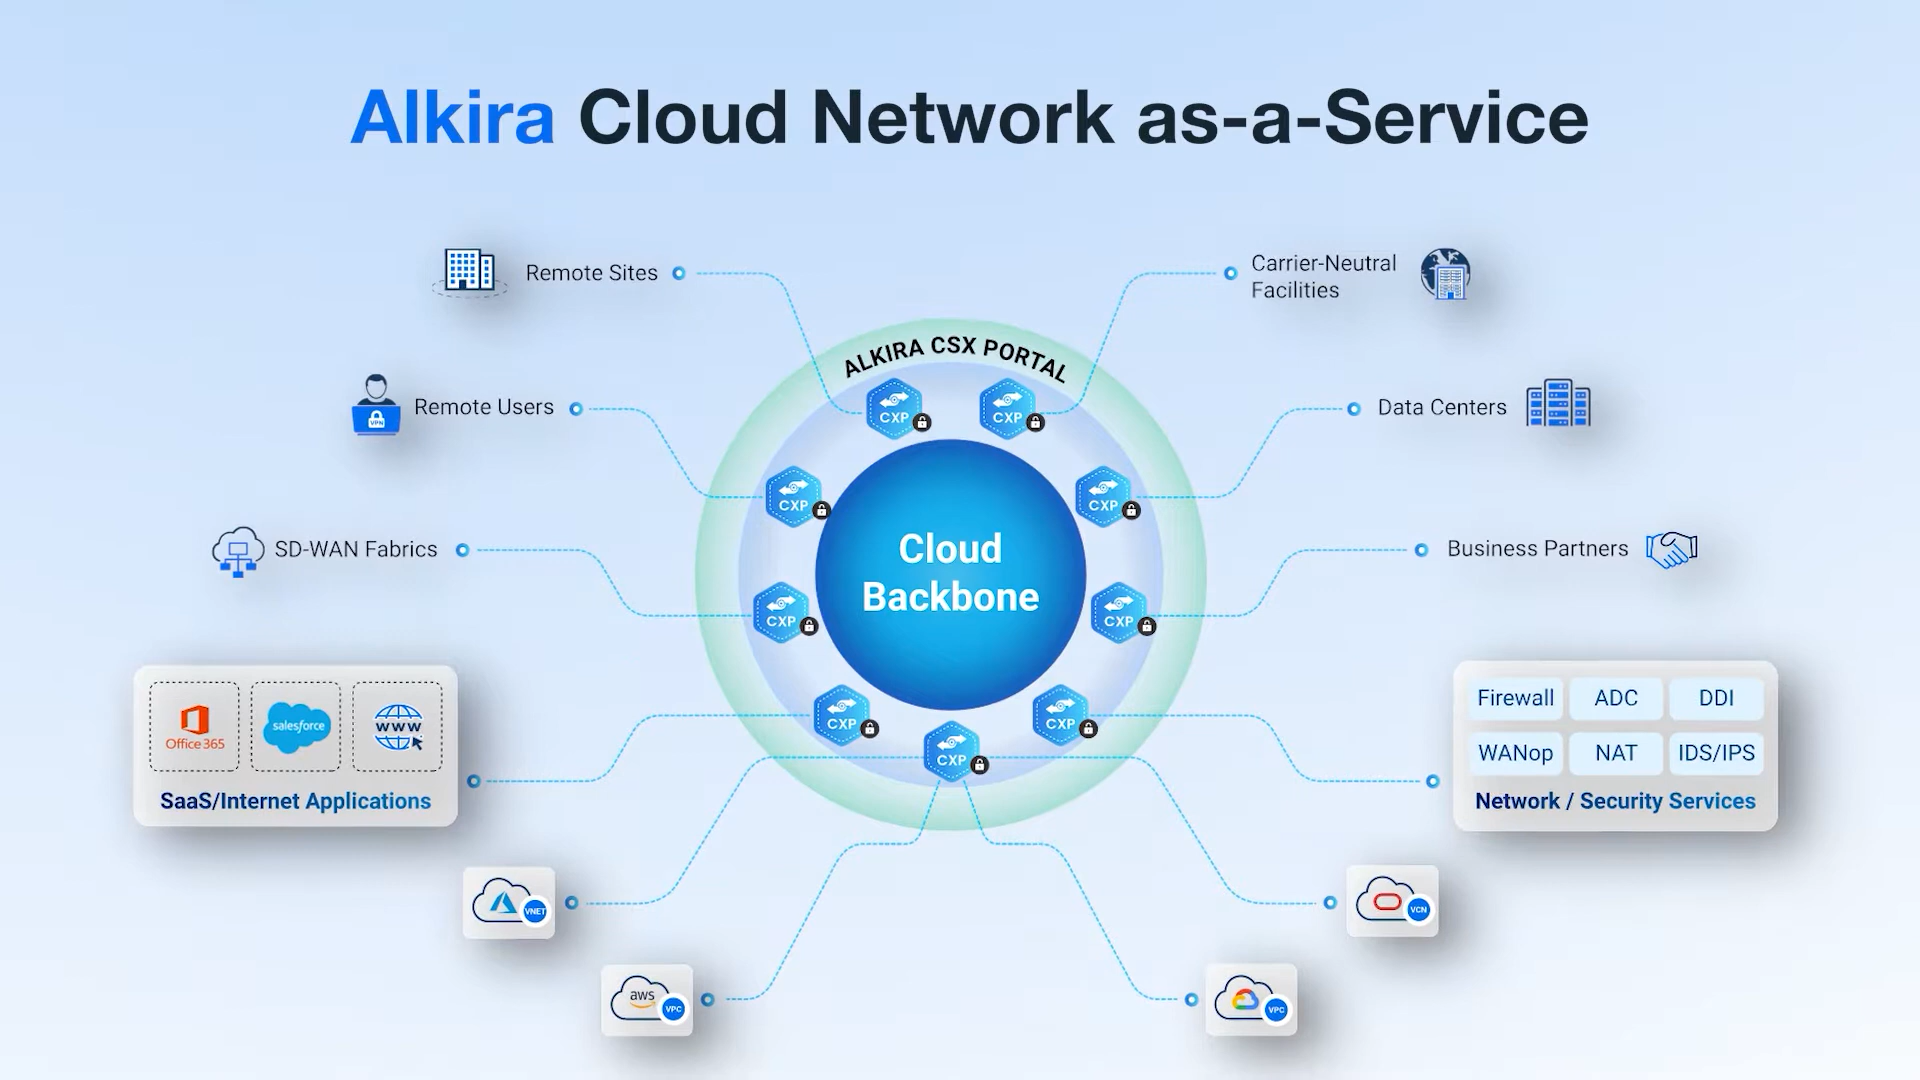 Alkira Cloud Network as-a-Service
Remote Sites
Carrier-Neutral
Facilities
ALKIRA CSX PORTAL
CXP
CXP
Remote Users
VPN
Data Centers
CXP
CXP
SD-WAN Fabrics
Cloud
Backbone
Business Partners
CXP
CXP
Office 365
salesforce
www
SaaS/Internet Applications
CXP
CXP
CXP
Firewall
ADC
DDI
WANop
NAT
IDS/IPS
Network / Security Services
VNET
VCN
aws
VPC
VPC